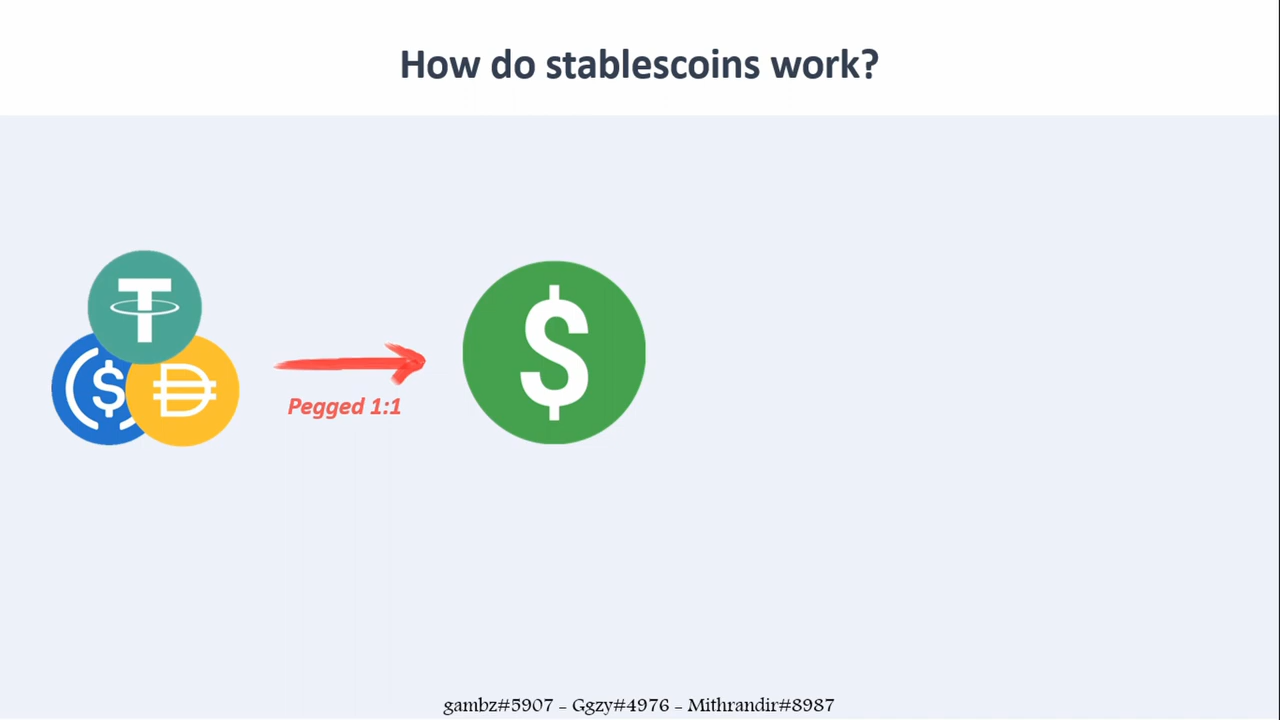 How do stablescoins work?
Pegged 1:1
gambz#5907 – Ggzy#4976 – Mithrandir#8987